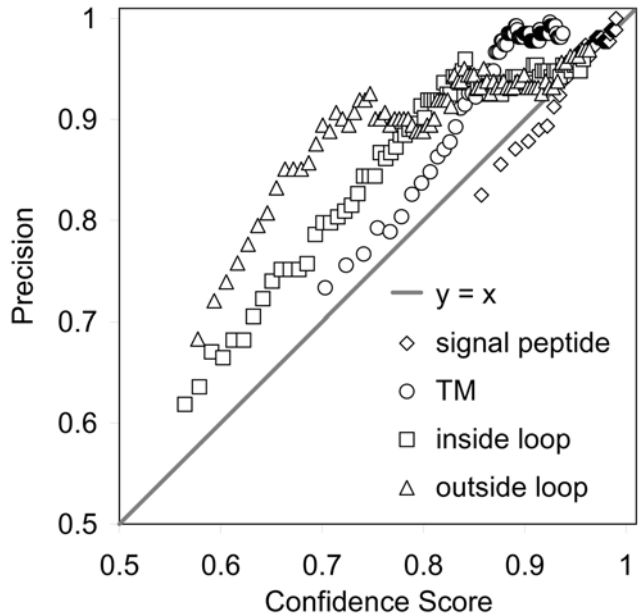 1
0.9
0.8
0.7
0.6
0.5
Precision
y = x
signal peptide
TM
inside loop
outside loop
0.5 0.6 0.7 0.8 0.9 1
Confidence Score